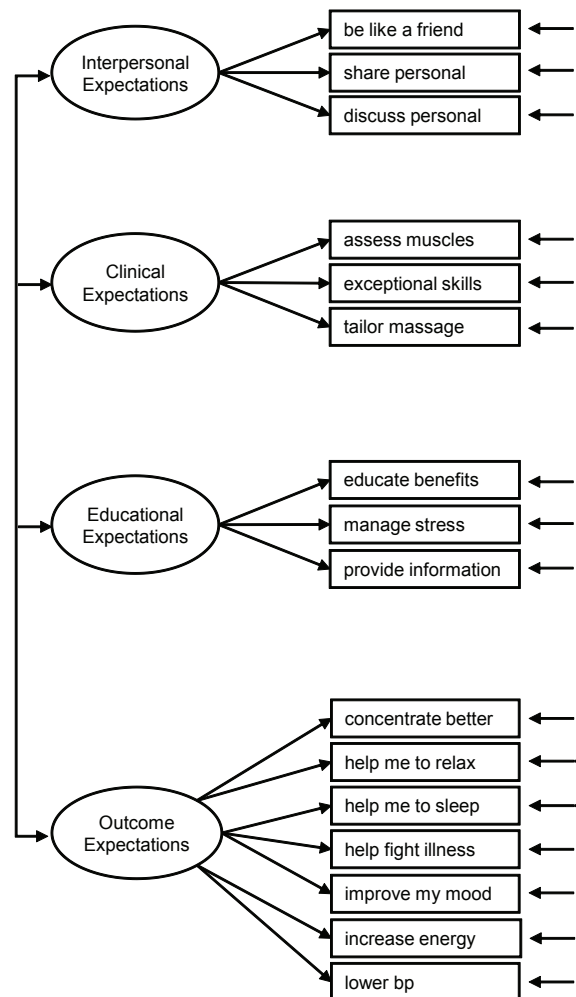 Interpersonal
Expectations
be like a friend
share personal
discuss personal
Clinical
Expectations
assess muscles
exceptional skills
tailor massage
Educational
Expectations
educate benefits
manage stress
provide information
Outcome
Expectations
concentrate better
help me to relax
help me to sleep
help fight illness
improve my mood
increase energy
lower bp